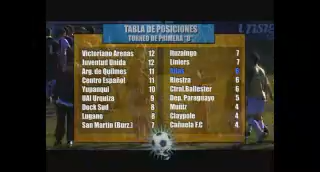 TABLA DE POSICIONES
TORNEO DE PRIMERA "D"
Victoriano Arenas 12
Juventud Unida 12
Arg. de Quilmes 11
Centro Español 11
Yupanqui 10
UAI Urquiza 9
Dock Sud 8
Lugano 8
San Martín (Burz.) 7
Ituzaingo 7
Liniers 7
Riestra 6
Ctral.Ballester 6
Dep. Paraguayo 5
Muñiz 4
Claypole 4
Cañuela F.C 4